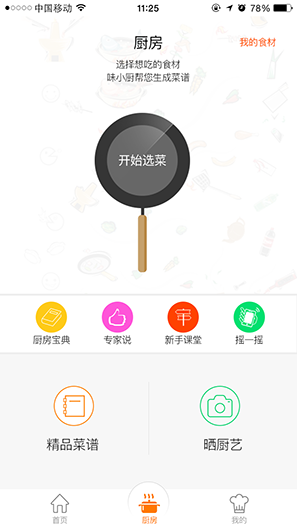 中国移动 11:25 78%
厨房 我的食材
选择想吃的食材
味小厨帮您生成菜谱
开始选菜
厨房宝典 专家说 新手课堂 摇一摇
精品菜谱 晒厨艺
首页 厨房 我的